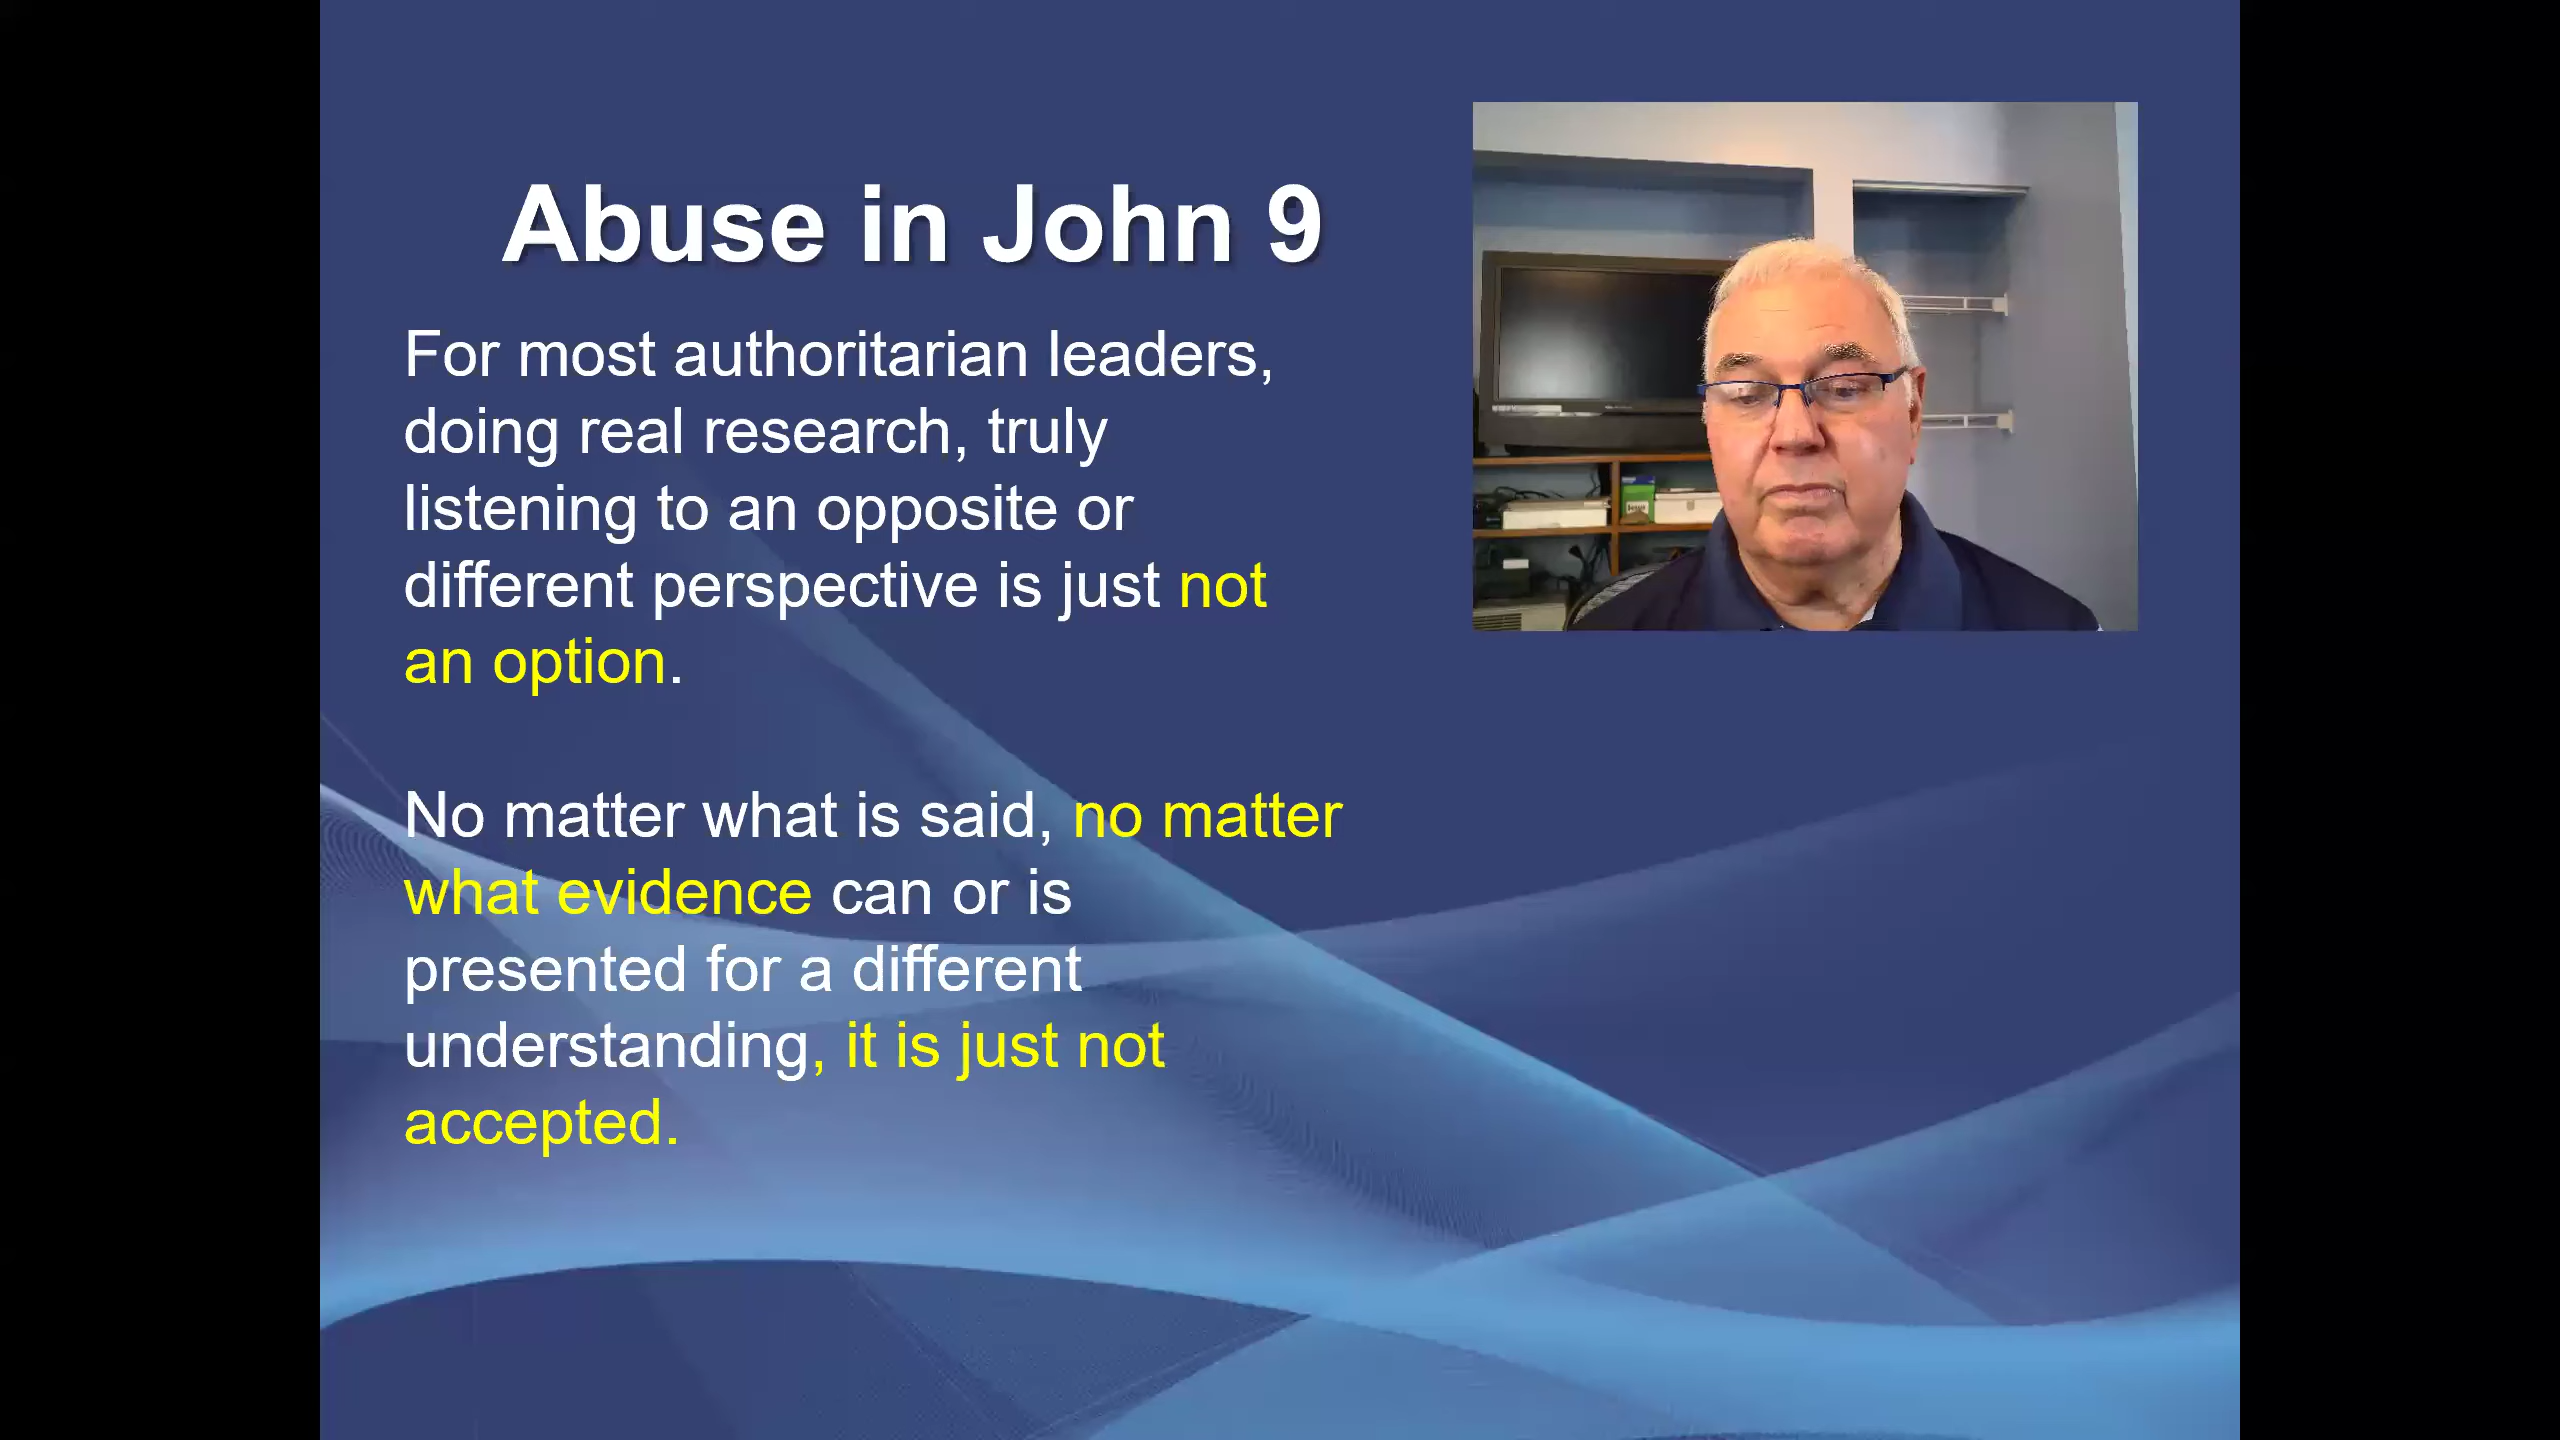 Abuse in John 9
For most authoritarian leaders,
doing real research, truly
listening to an opposite or
different perspective is just not
an option.
No matter what is said, no matter
what evidence can or is
presented for a different
understanding, it is just not
accepted.